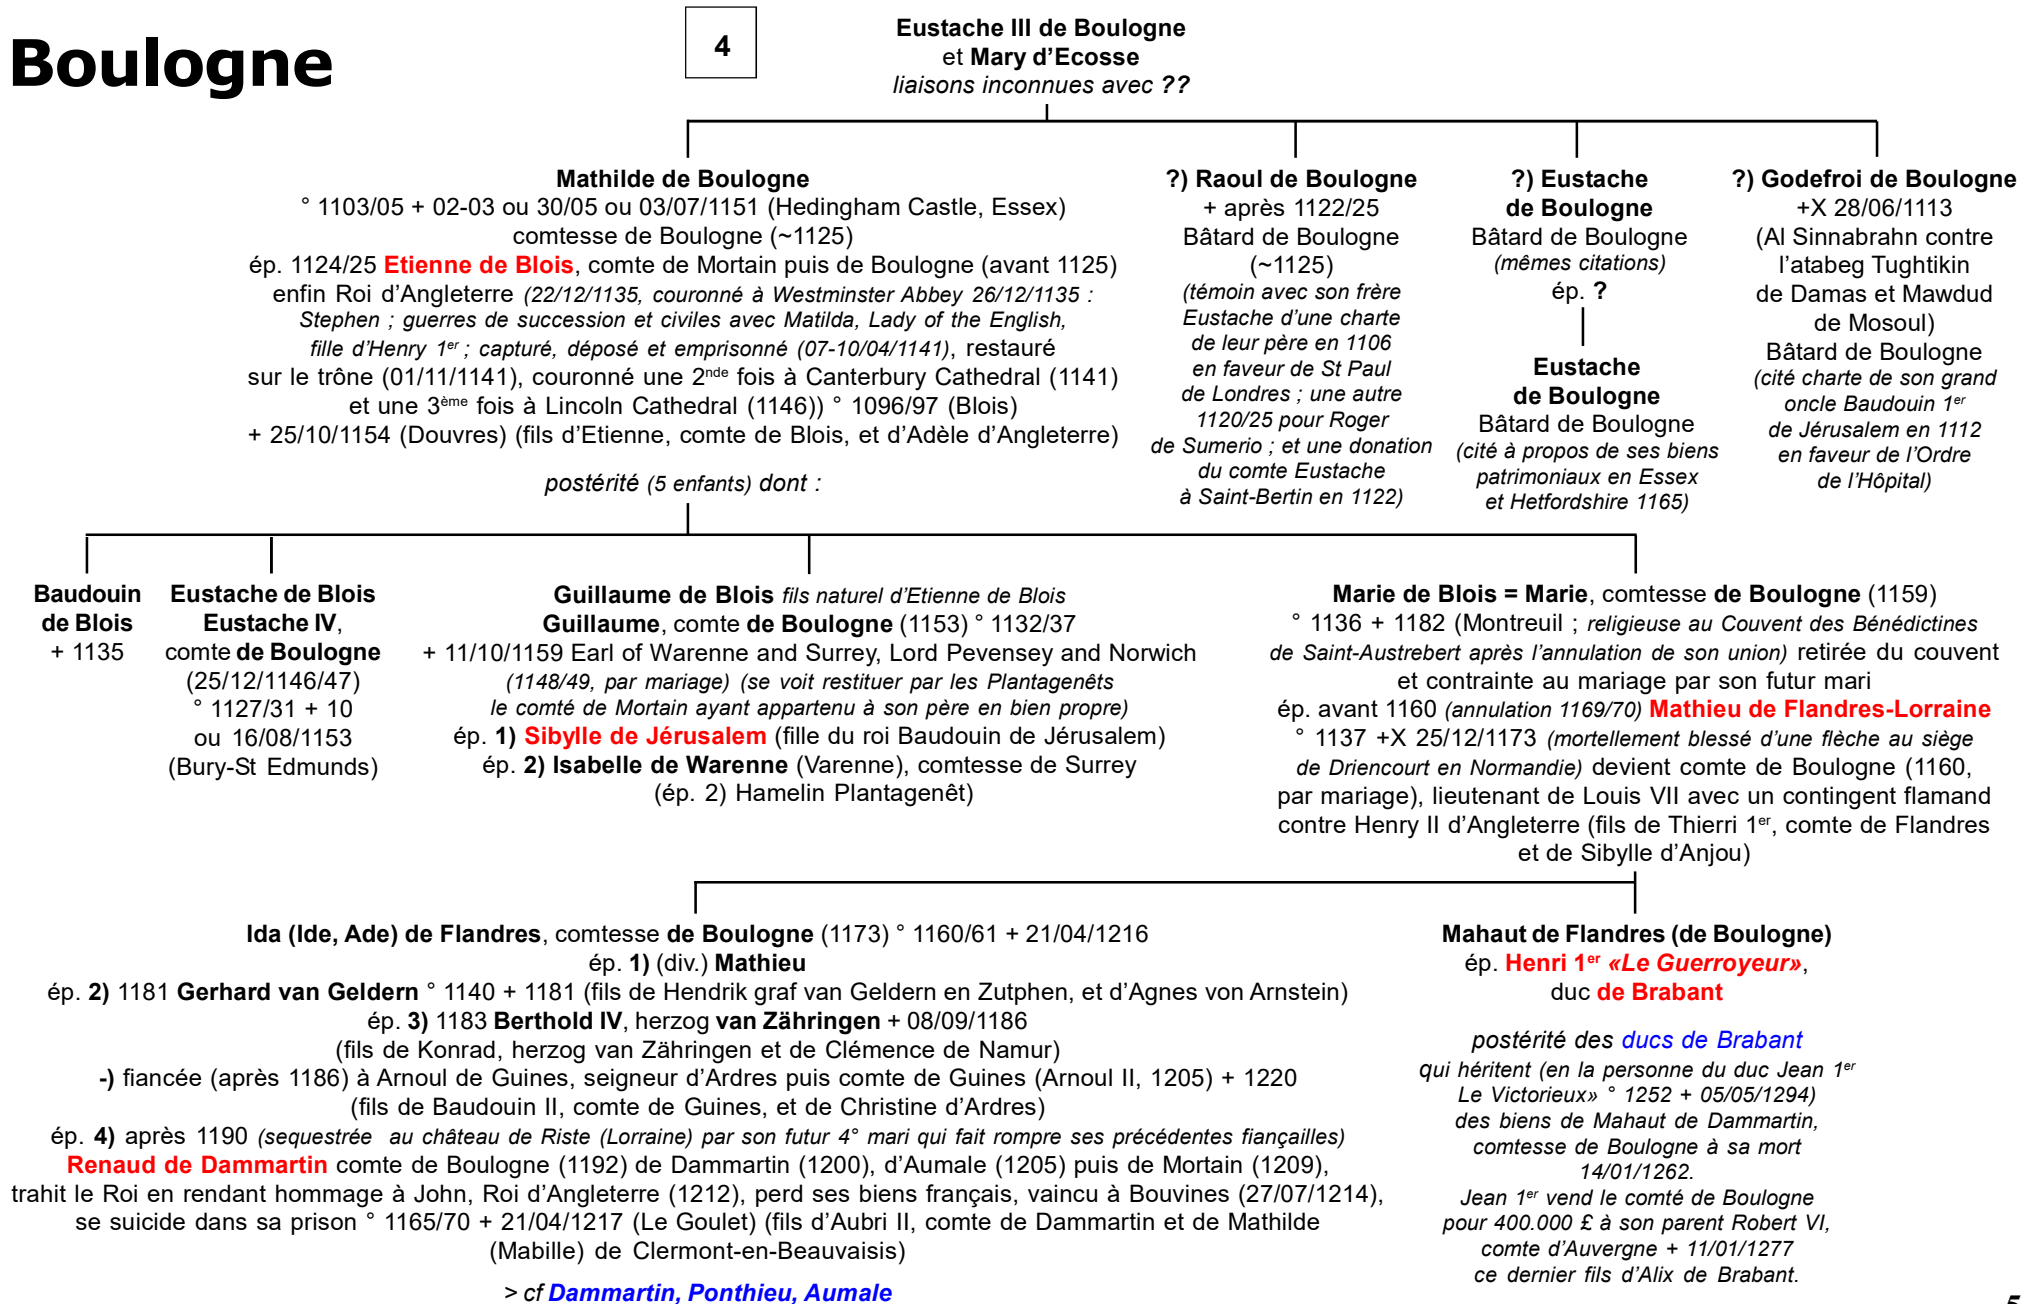 Boulogne
4
Eustache III de Boulogne
et Mary d'Ecosse
liaisons inconnues avec ??
Mathilde de Boulogne
° 1103/05 + 02-03 ou 30/05 ou 03/07/1151 (Hedingham Castle, Essex)
comtesse de Boulogne (~1125)
ép. 1124/25 Etienne de Blois, comte de Mortain puis de Boulogne (avant 1125)
enfin Roi d'Angleterre (22/12/1135, couronné à Westminster Abbey 26/12/1135 :
Stephen ; guerres de succession et civiles avec Matilda, Lady of the English,
fille d'Henry 1er ; capturé, déposé et emprisonné (07-10/04/1141), restauré
sur le trône (01/11/1141), couronné une 2nde fois à Canterbury Cathedral (1141)
et une 3ème fois à Lincoln Cathedral (1146)) ° 1096/97 (Blois)
+ 25/10/1154 (Douvres) (fils d'Etienne, comte de Blois, et d'Adèle d'Angleterre)
postérité (5 enfants) dont :
?) Raoul de Boulogne
+ après 1122/25
Bâtard de Boulogne
(~1125)
(témoin avec son frère
Eustache d'une charte
de leur père en 1106
en faveur de St Paul
de Londres ; une autre
1120/25 pour Roger
de Sumerio ; et une donation
du comte Eustache
à Saint-Bertin en 1122)
?) Eustache
de Boulogne
Bâtard de Boulogne
(mêmes citations)
ép. ?
Eustache
de Boulogne
Bâtard de Boulogne
(cité à propos de ses biens
patrimoniaux en Essex
et Hetfordshire 1165)
?) Godefroi de Boulogne
+X 28/06/1113
(Al Sinnabrahn contre
l'atabeg Tughtikin
de Damas et Mawdud
de Mosoul)
Bâtard de Boulogne
(cité charte de son grand
oncle Baudouin 1er
de Jérusalem en 1112
en faveur de l'Ordre
de l'Hôpital)
Baudouin
de Blois
+ 1135
Eustache de Blois
Eustache IV,
comte de Boulogne
(25/12/1146/47)
° 1127/31 + 10
ou 16/08/1153
(Bury-St Edmunds)
Guillaume de Blois fils naturel d'Etienne de Blois
Guillaume, comte de Boulogne (1153) ° 1132/37
+ 11/10/1159 Earl of Warenne and Surrey, Lord Pevensey and Norwich
(1148/49, par mariage) (se voit restituer par les Plantagenêts
le comté de Mortain ayant appartenu à son père en bien propre)
ép. 1) Sibylle de Jérusalem (fille du roi Baudouin de Jérusalem)
ép. 2) Isabelle de Warenne (Varenne), comtesse de Surrey
(ép. 2) Hamelin Plantagenêt)
Marie de Blois = Marie, comtesse de Boulogne (1159)
° 1136 + 1182 (Montreuil ; religieuse au Couvent des Bénédictines
de Saint-Austrebert après l'annulation de son union) retirée du couvent
et contrainte au mariage par son futur mari
ép. avant 1160 (annulation 1169/70) Mathieu de Flandres-Lorraine
° 1137 +X 25/12/1173 (mortellement blessé d'une flèche au siège
de Driencourt en Normandie) devient comte de Boulogne (1160,
par mariage), lieutenant de Louis VII avec un contingent flamand
contre Henry II d'Angleterre (fils de Thierri 1er, comte de Flandres
et de Sibylle d'Anjou)
Ida (Ide, Ade) de Flandres, comtesse de Boulogne (1173) ° 1160/61 + 21/04/1216
ép. 1) (div.) Mathieu
ép. 2) 1181 Gerhard van Geldern ° 1140 + 1181 (fils de Hendrik graf van Geldern en Zutphen, et d'Agnes von Arnstein)
ép. 3) 1183 Berthold IV, herzog van Zähringen + 08/09/1186
(fils de Konrad, herzog van Zähringen et de Clémence de Namur)
-) fiancée (après 1186) à Arnoul de Guines, seigneur d'Ardres puis comte de Guines (Arnoul II, 1205) + 1220
(fils de Baudouin II, comte de Guines, et de Christine d'Ardres)
ép. 4) après 1190 (sequestrée au château de Riste (Lorraine) par son futur 4° mari qui fait rompre ses précédentes fiançailles)
Renaud de Dammartin comte de Boulogne (1192) de Dammartin (1200), d'Aumale (1205) puis de Mortain (1209),
trahit le Roi en rendant hommage à John, Roi d'Angleterre (1212), perd ses biens français, vaincu à Bouvines (27/07/1214),
se suicide dans sa prison ° 1165/70 + 21/04/1217 (Le Goulet) (fils d'Aubri II, comte de Dammartin et de Mathilde
(Mabille) de Clermont-en-Beauvaisis)
> cf Dammartin, Ponthieu, Aumale
Mahaut de Flandres (de Boulogne)
ép. Henri 1er «Le Guerroyeur»,
duc de Brabant
postérité des ducs de Brabant
qui héritent (en la personne du duc Jean 1er
Le Victorieux» ° 1252 + 05/05/1294)
des biens de Mahaut de Dammartin,
comtesse de Boulogne à sa mort
14/01/1262.
Jean 1er vend le comté de Boulogne
pour 400.000 £ à son parent Robert VI,
comte d'Auvergne + 11/01/1277
ce dernier fils d'Alix de Brabant.
5